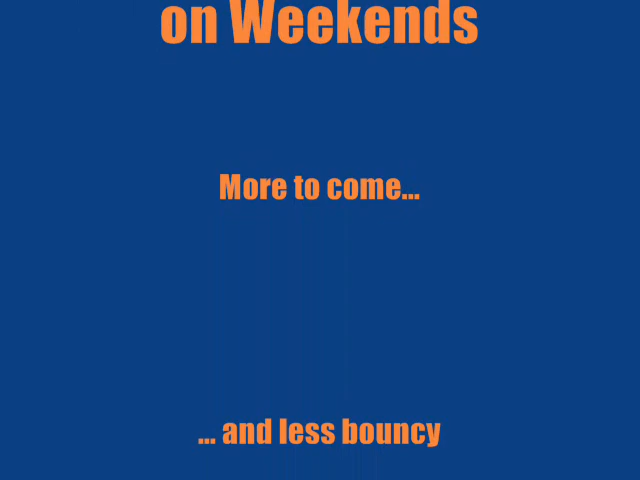 on Weekends
More to come...
... and less bouncy